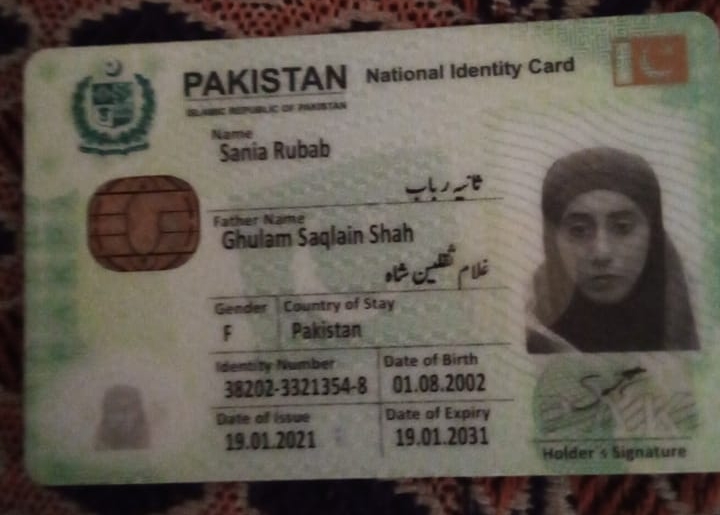 PAKISTAN National Identity Card
ISLAMIC REPUBLIC OF PAKISTAN
Name
Sania Rubab
ثانیہ رباب
Father Name
Ghulam Saqlain Shah
غلام ثقلین شاہ
Gender Country of Stay
F Pakistan
Identity Number Date of Birth
38202-3321354-8 01.08.2002
Date of Issue Date of Expiry
19.01.2021 19.01.2031
Holder's Signature